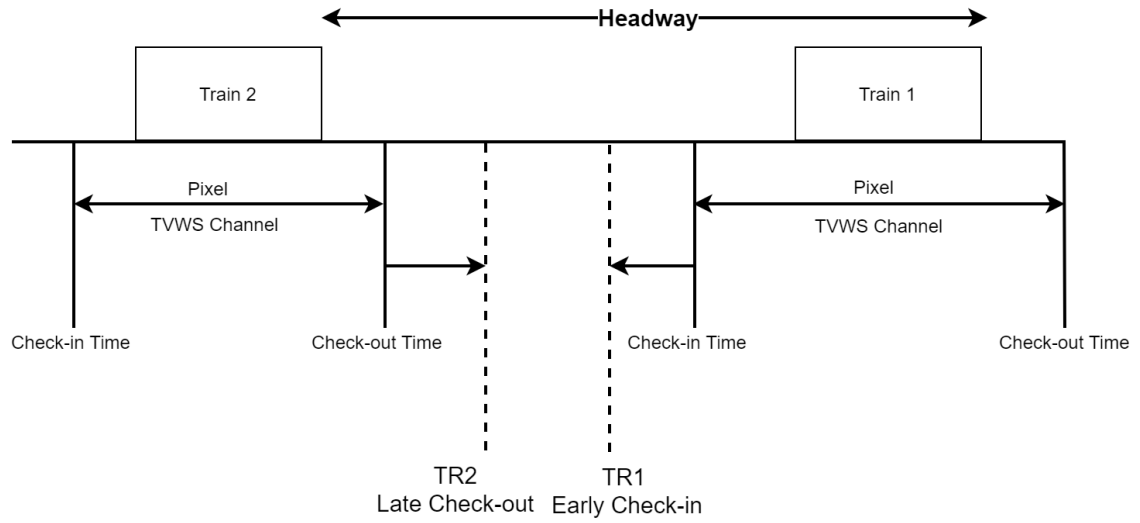 Headway
Train 2
Train 1
Pixel
TVWS Channel
Pixel
TVWS Channel
Check-in Time
Check-out Time
Check-in Time
Check-out Time
TR2
Late Check-out
TR1
Early Check-in